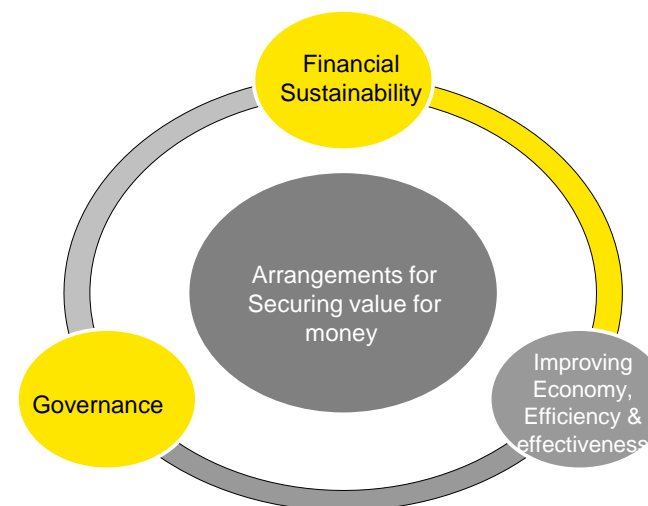 Financial
Sustainability
Arrangements for
Securing value for
money
Governance
Improving
Economy,
Efficiency &
effectiveness